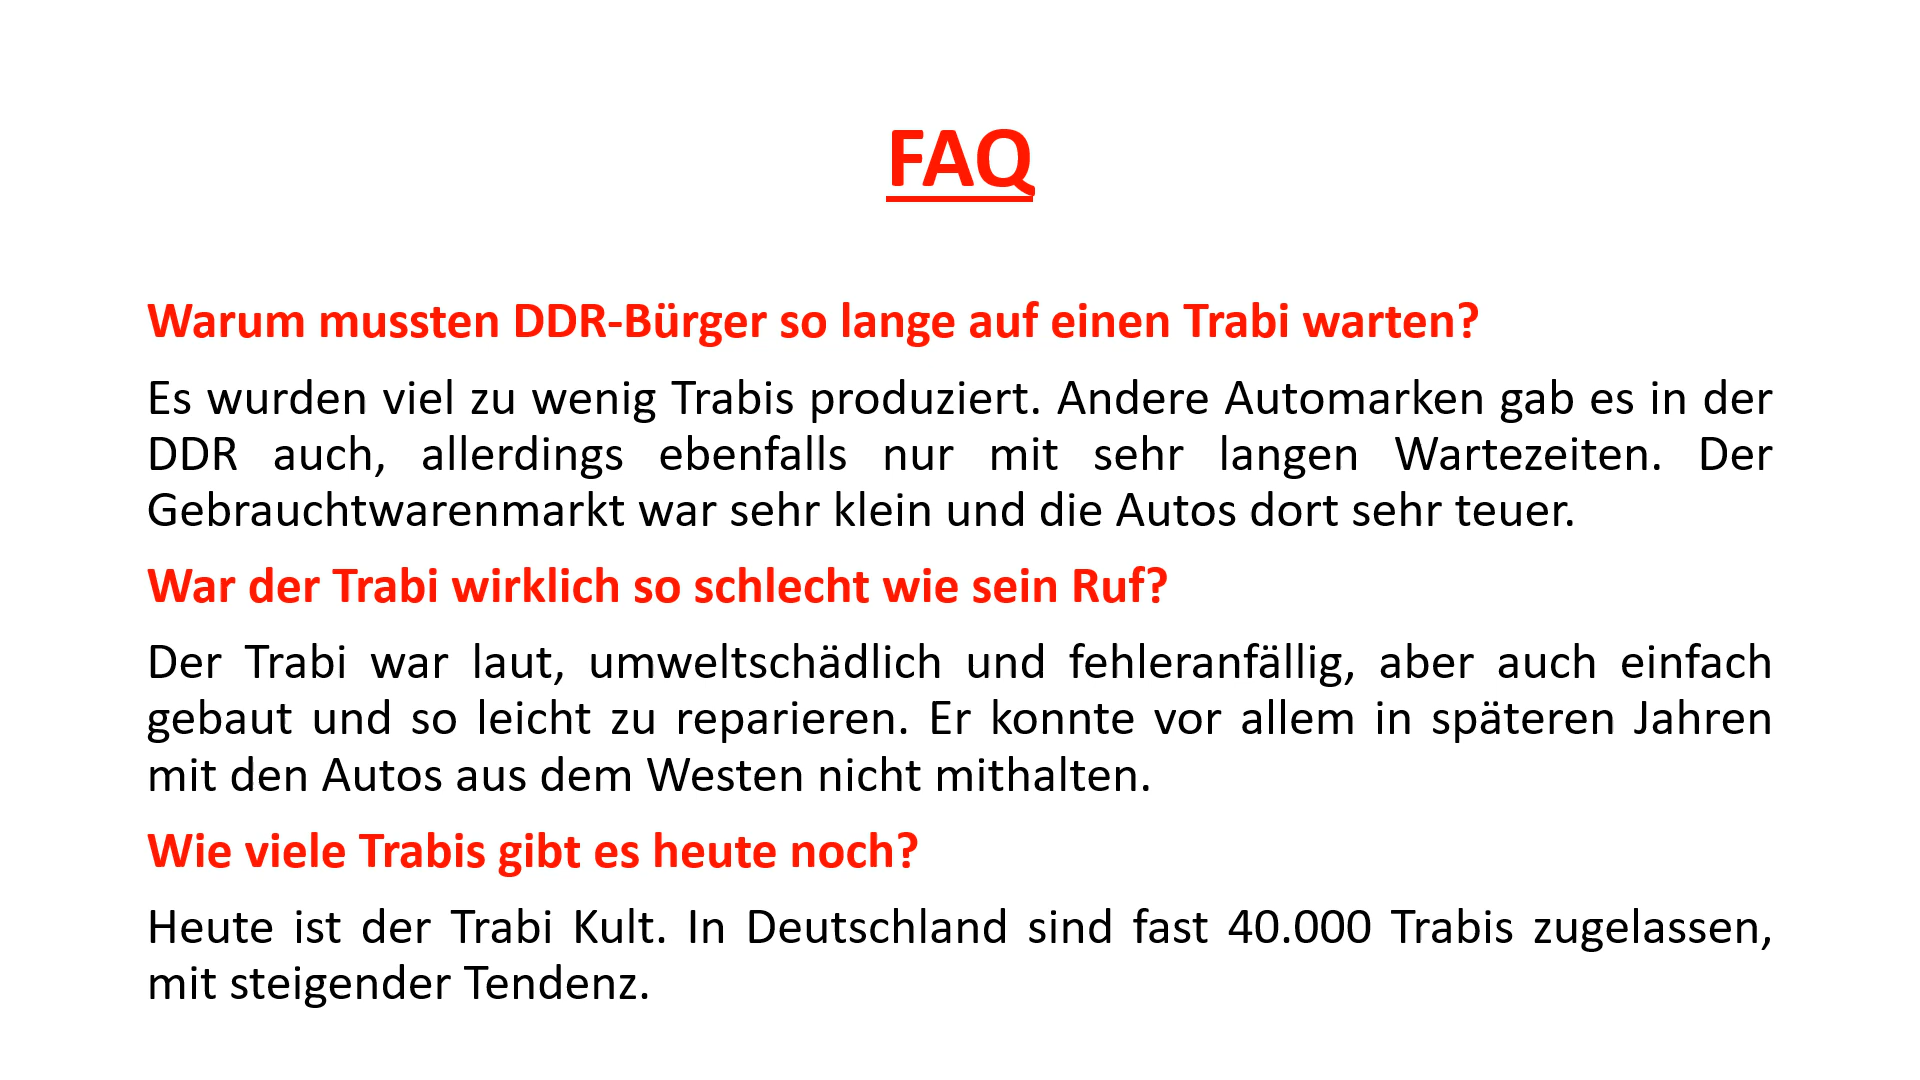 FAQ
Warum mussten DDR-Bürger so lange auf einen Trabi warten?
Es wurden viel zu wenig Trabis produziert. Andere Automarken gab es in der
DDR auch, allerdings ebenfalls nur mit sehr langen Wartezeiten. Der
Gebrauchtwarenmarkt war sehr klein und die Autos dort sehr teuer.
War der Trabi wirklich so schlecht wie sein Ruf?
Der Trabi war laut, umweltschädlich und fehleranfällig, aber auch einfach
gebaut und so leicht zu reparieren. Er konnte vor allem in späteren Jahren
mit den Autos aus dem Westen nicht mithalten.
Wie viele Trabis gibt es heute noch?
Heute ist der Trabi Kult. In Deutschland sind fast 40.000 Trabis zugelassen,
mit steigender Tendenz.